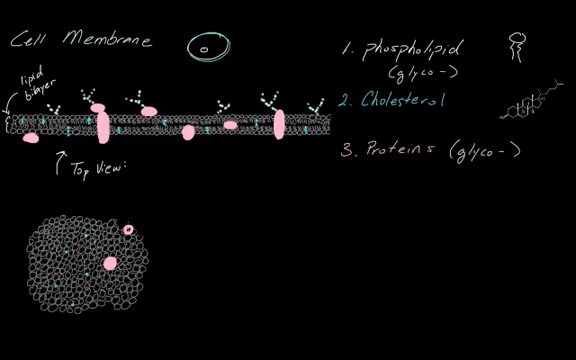 Cell Membrane
lipid
bilayer
Top View:
1. phospholipid
(glyco-)
2. Cholesterol
3. Proteins (glyco-)